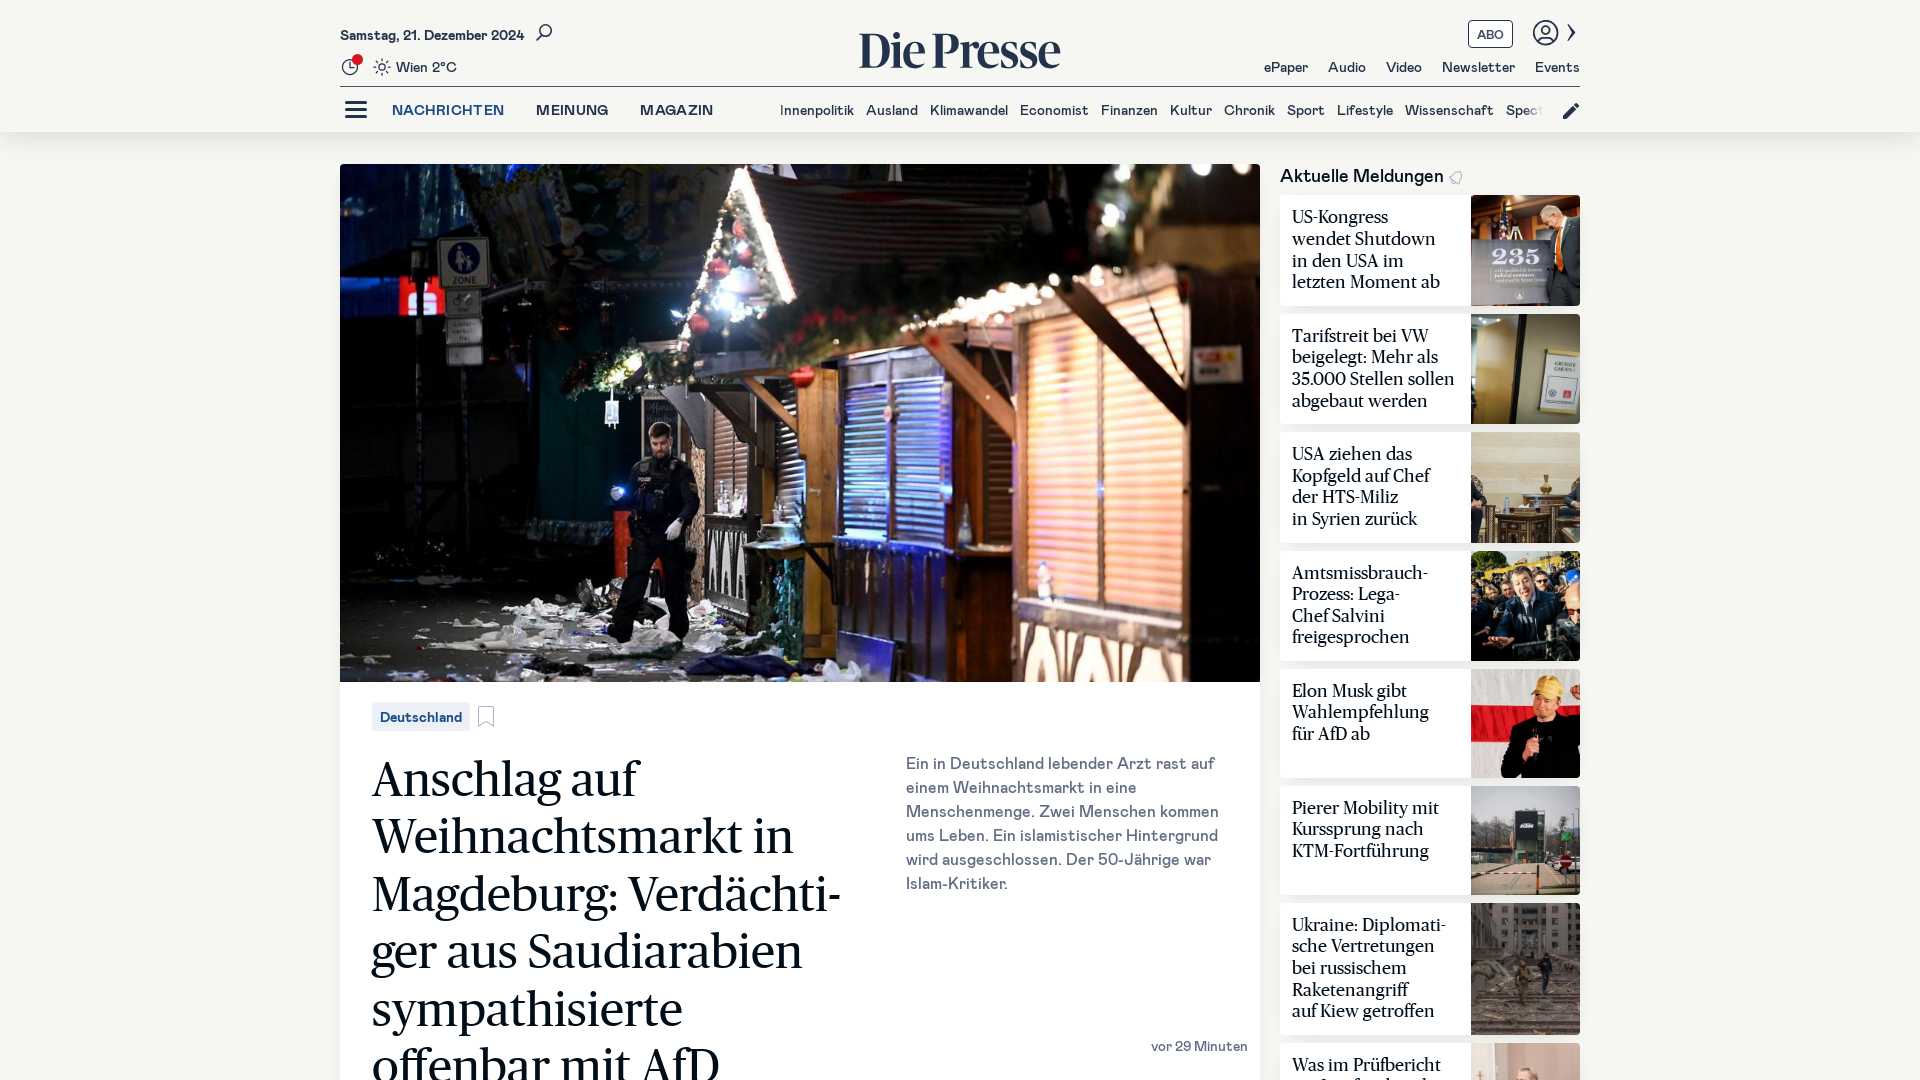 Samstag, 21. Dezember 2024
Wien 2°C
Die Presse
ABO
ePaper Audio Video Newsletter Events
NACHRICHTEN MEINUNG MAGAZIN
Innenpolitik Ausland Klimawandel Economist Finanzen Kultur Chronik Sport Lifestyle Wissenschaft Spect
ZONE
Deutschland
Anschlag auf
Weihnachtsmarkt in
Magdeburg: Verdächti-
ger aus Saudiarabien
sympathisierte
offenbar mit AfD
Ein in Deutschland lebender Arzt rast auf
einem Weihnachtsmarkt in eine
Menschenmenge. Zwei Menschen kommen
ums Leben. Ein islamistischer Hintergrund
wird ausgeschlossen. Der 50-Jährige war
Islam-Kritiker.
vor 29 Minuten
Aktuelle Meldungen
US-Kongress
wendet Shutdown
in den USA im
letzten Moment ab
235
Tarifstreit bei VW
beigelegt: Mehr als
35.000 Stellen sollen
abgebaut werden
USA ziehen das
Kopfgeld auf Chef
der HTS-Miliz
in Syrien zurück
Amtsmissbrauch-
Prozess: Lega-
Chef Salvini
freigesprochen
Elon Musk gibt
Wahlempfehlung
für AfD ab
Pierer Mobility mit
Kurssprung nach
KTM-Fortführung
KTM
Ukraine: Diplomati-
sche Vertretungen
bei russischem
Raketenangriff
auf Kiew getroffen
Was im Prüfbericht